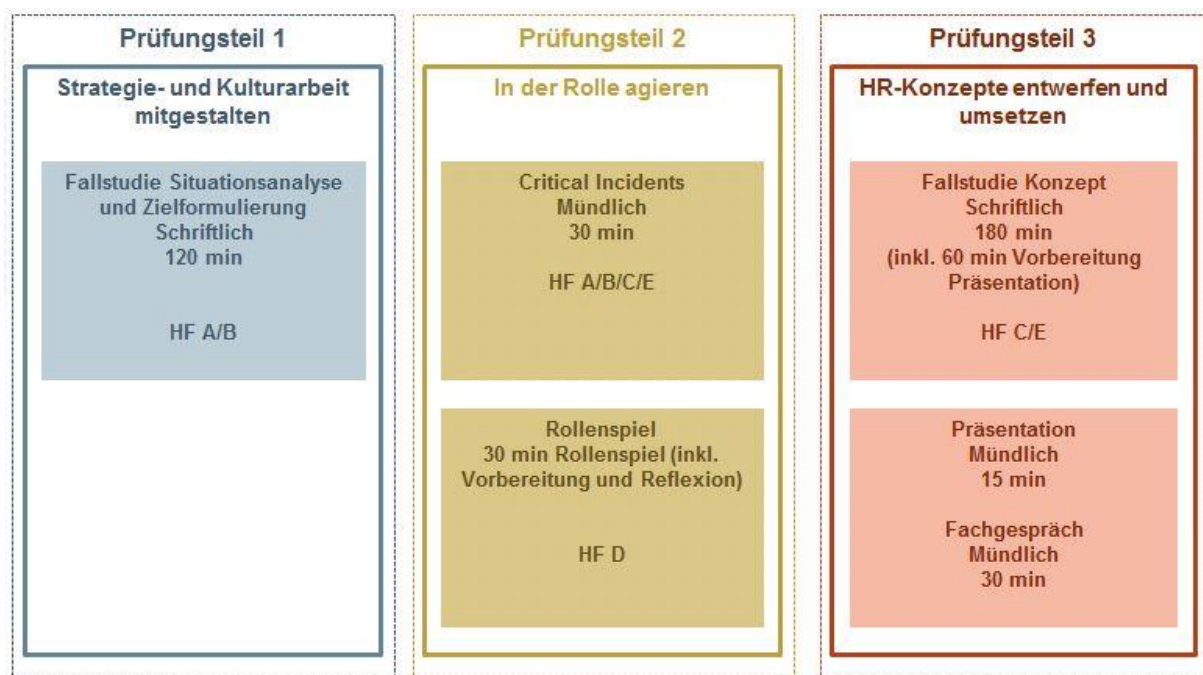 Prüfungsteil 1
Strategie- und Kulturarbeit
mitgestalten
Fallstudie Situationsanalyse
und Zielformulierung
Schriftlich
120 min
HF A/B
Prüfungsteil 2
In der Rolle agieren
Critical Incidents
Mündlich
30 min
HF A/B/C/E
Rollenspiel
30 min Rollenspiel (inkl.
Vorbereitung und Reflexion)
HF D
Prüfungsteil 3
HR-Konzepte entwerfen und
umsetzen
Fallstudie Konzept
Schriftlich
180 min
(inkl. 60 min Vorbereitung
Präsentation)
HF C/E
Präsentation
Mündlich
15 min
Fachgespräch
Mündlich
30 min